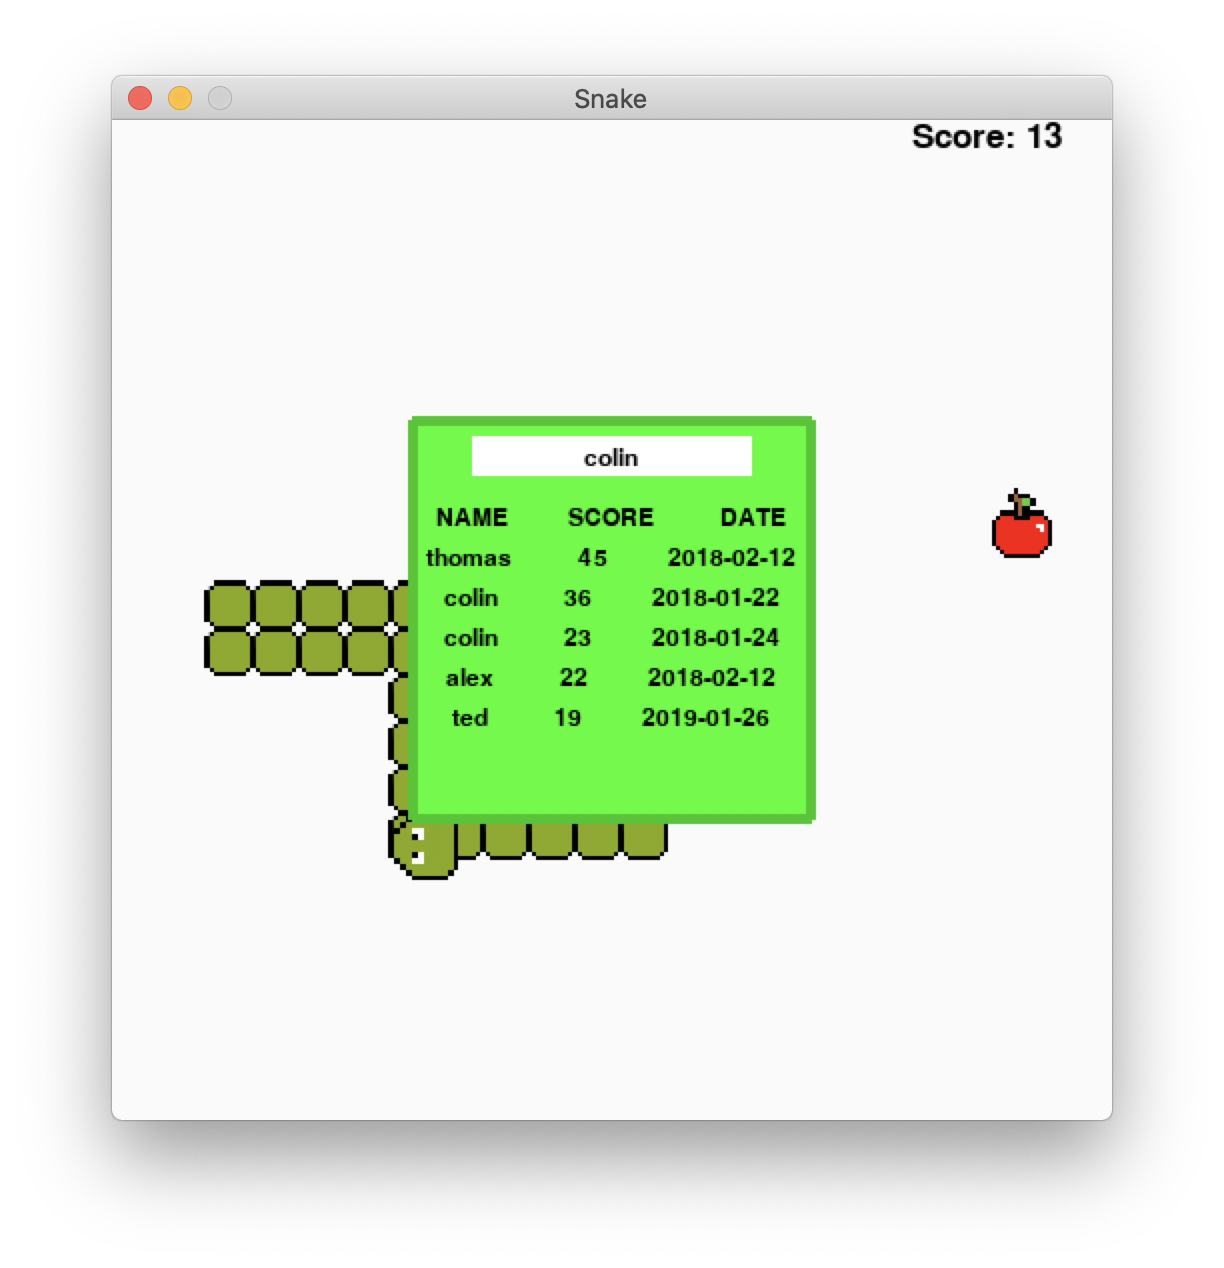 Snake
Score: 13
colin
NAME SCORE DATE
thomas 45 2018-02-12
colin 36 2018-01-22
colin 23 2018-01-24
alex 22 2018-02-12
ted 19 2019-01-26